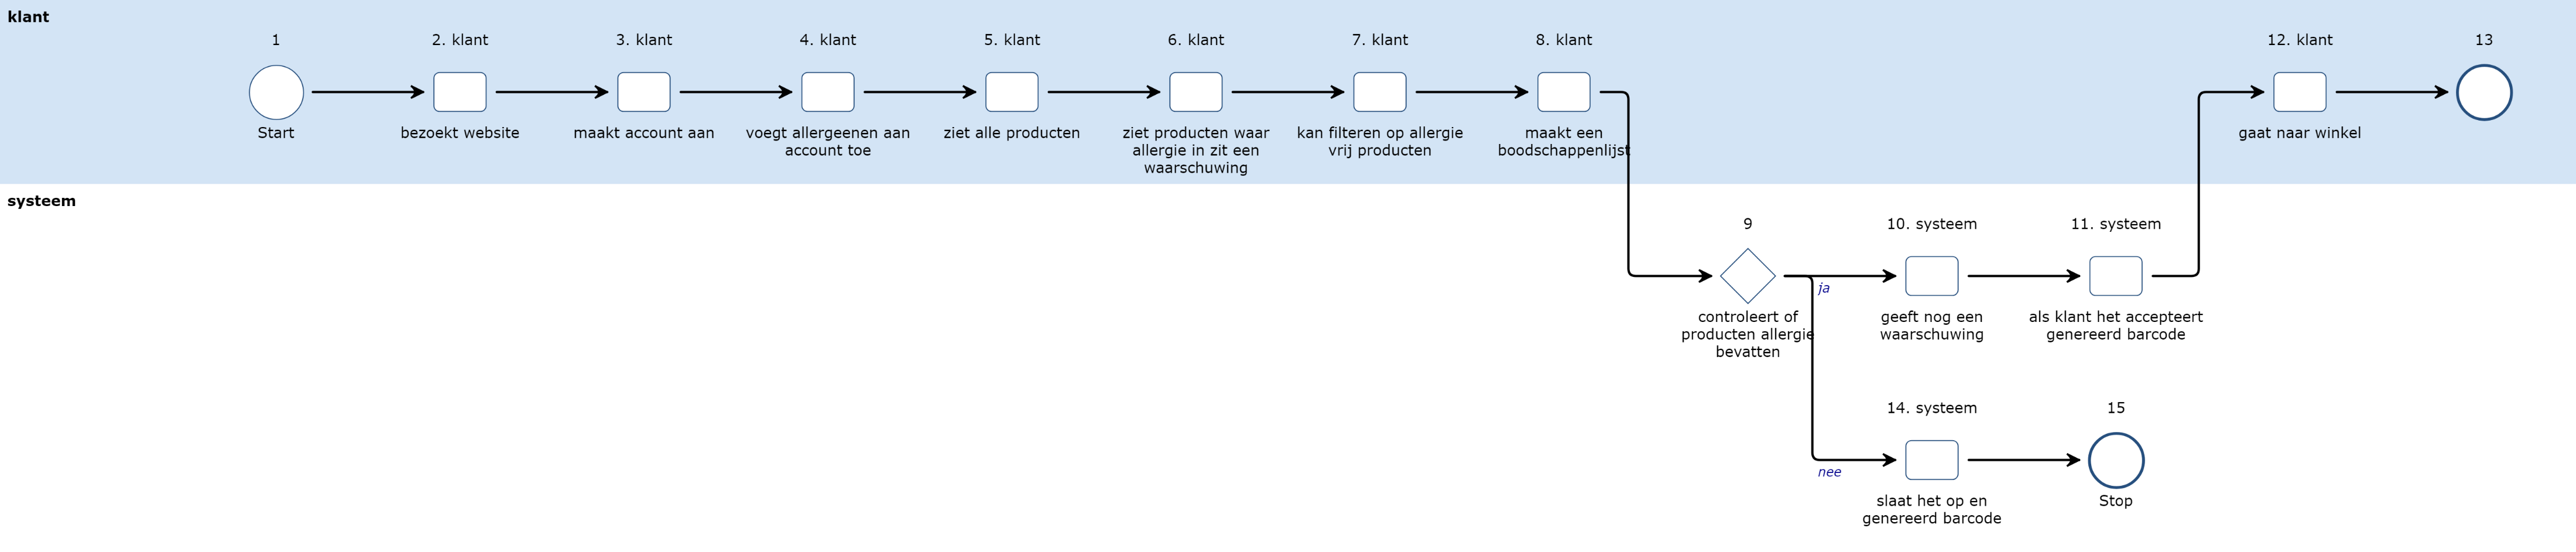 klant
1
2. klant
3. klant
4. klant
5. klant
6. klant
7. klant
8. klant
12. klant
13
Start
bezoekt website
maakt account aan
voegt allergeenen aan
account toe
ziet alle producten
ziet producten waar
allergie in zit een
waarschuwing
kan filteren op allergie
vrij producten
maakt een
boodschappenlijst
gaat naar winkel
systeem
9
10. systeem
11. systeem
ja
controleert of
producten allergie
bevatten
geeft nog een
waarschuwing
als klant het accepteert
genereerd barcode
14. systeem
15
nee
slaat het op en
genereerd barcode
Stop